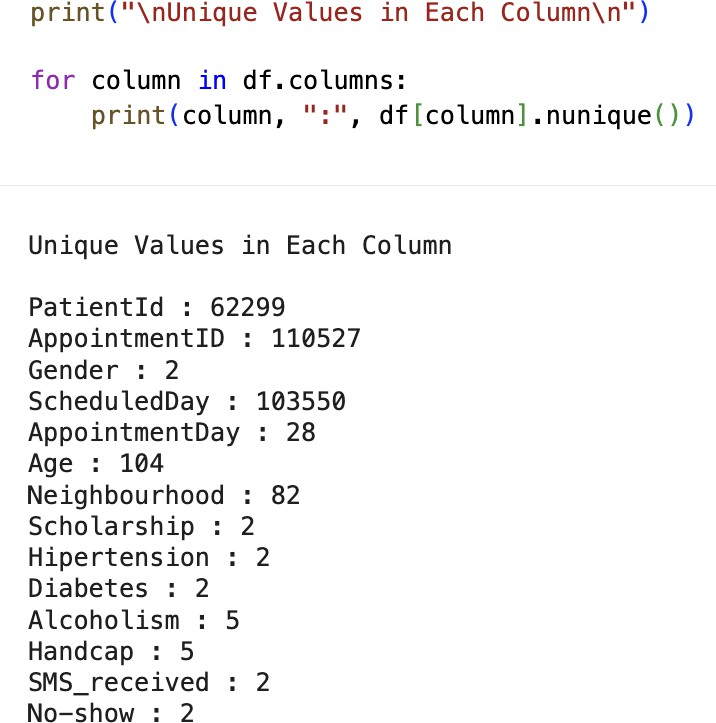 print("\nUnique Values in Each Column\n")
for column in df.columns:
    print(column, ":", df[column].nunique())
Unique Values in Each Column
PatientId : 62299
AppointmentID : 110527
Gender : 2
ScheduledDay : 103550
AppointmentDay : 28
Age : 104
Neighbourhood : 82
Scholarship : 2
Hipertension : 2
Diabetes : 2
Alcoholism : 5
Handcap : 5
SMS_received : 2
No-show : 2